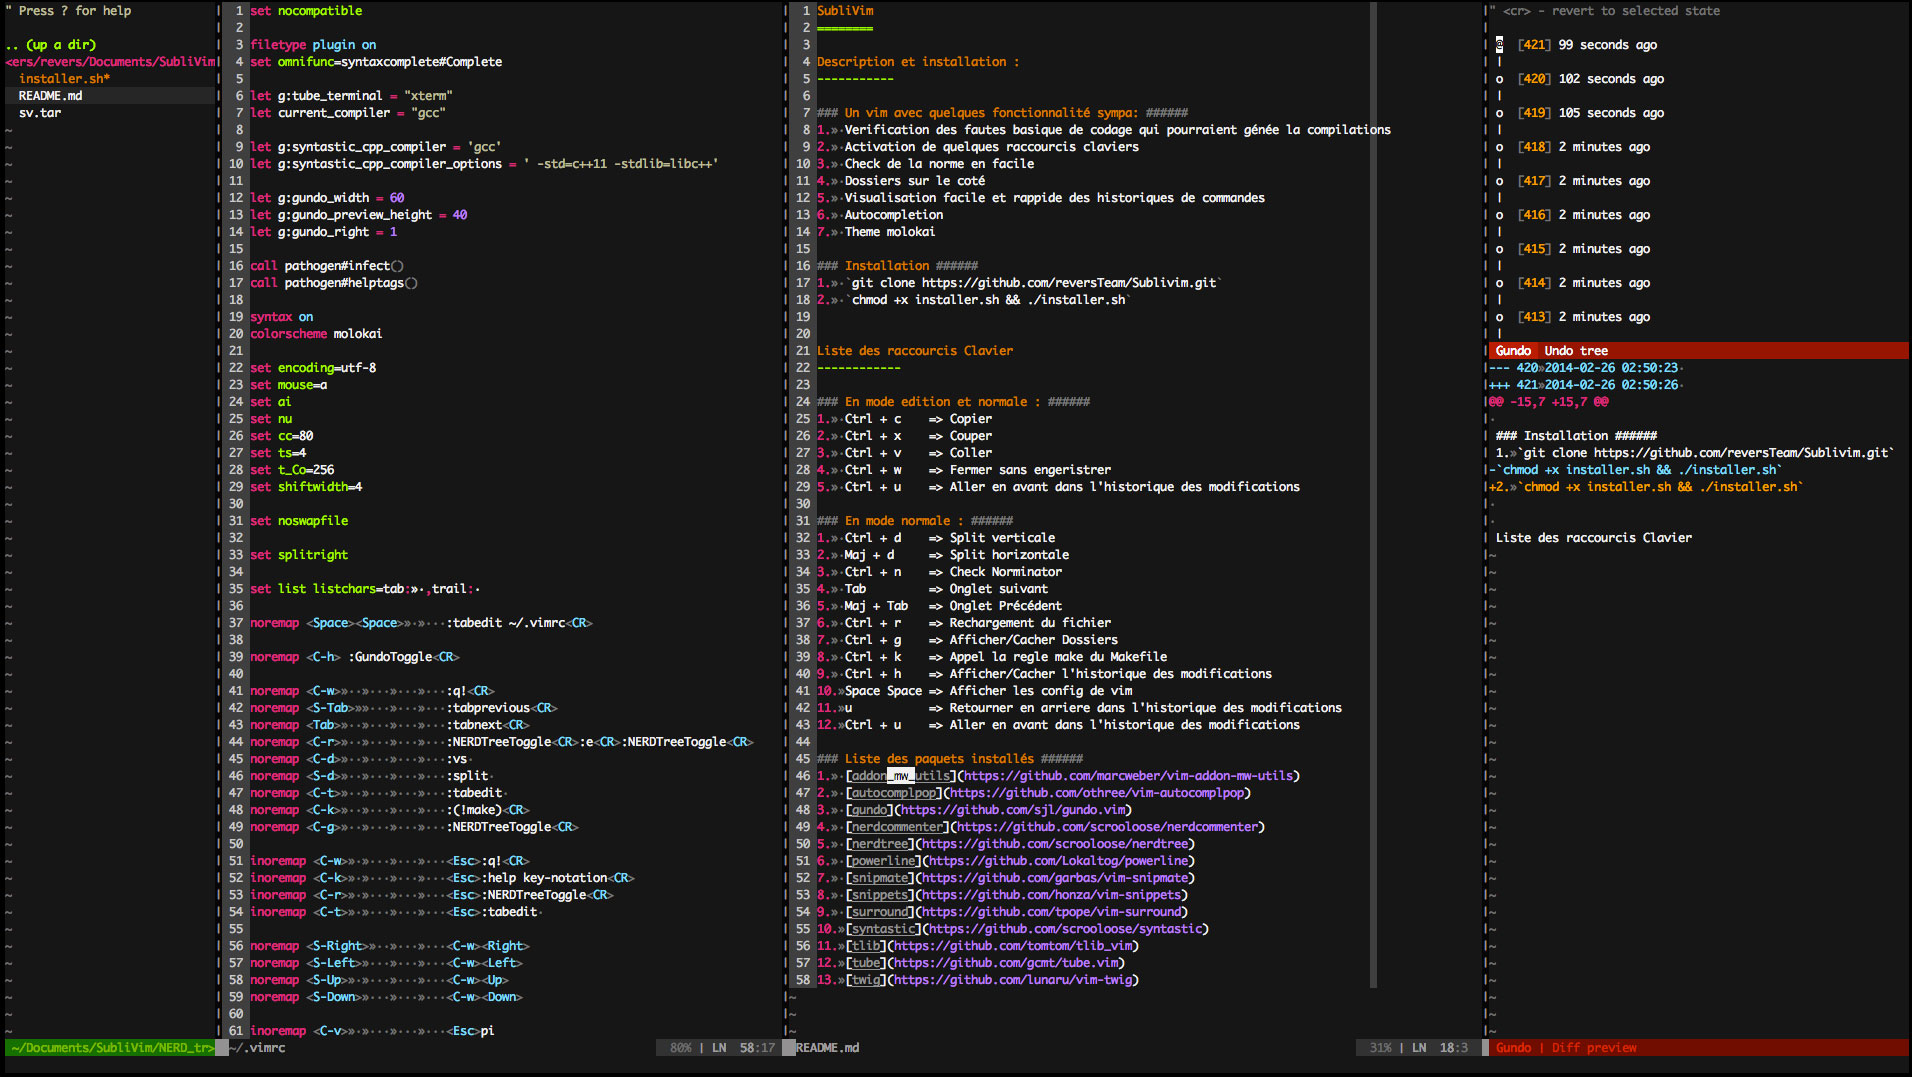 " Press ? for help
.. (up a dir)
<ers/revers/Documents/SubliVim
installer.sh*
README.md
sv.tar
~/Documents/SubliVim/NERD_tr>
1 set nocompatible
2
3 filetype plugin on
4 set omnifunc=syntaxcomplete#Complete
5
6 let g:tube_terminal = "xterm"
7 let current_compiler = "gcc"
8
9 let g:syntastic_cpp_compiler = 'gcc'
10 let g:syntastic_cpp_compiler_options = ' -std=c++11 -stdlib=libc++'
11
12 let g:gundo_width = 60
13 let g:gundo_preview_height = 40
14 let g:gundo_right = 1
15
16 call pathogen#infect()
17 call pathogen#helptags()
18
19 syntax on
20 colorscheme molokai
21
22 set encoding=utf-8
23 set mouse=a
24 set ai
25 set nu
26 set cc=80
27 set ts=4
28 set t_Co=256
29 set shiftwidth=4
30
31 set noswapfile
32
33 set splitright
34
35 set list listchars=tab:»·,trail:·
36
37 noremap <Space><Space>»·»···:tabedit ~/.vimrc<CR>
38
39 noremap <C-h> :GundoToggle<CR>
40
41 noremap <C-w>»··»···»···»···:q!<CR>
42 noremap <S-Tab>»»···»···»···:tabprevious<CR>
43 noremap <Tab>»··»···»···»···:tabnext<CR>
44 noremap <C-r>»··»···»···»···:NERDTreeToggle<CR>:e<CR>:NERDTreeToggle<CR>
45 noremap <C-d>»··»···»···»···:vs·
46 noremap <S-d>»··»···»···»···:split·
47 noremap <C-t>»··»···»···»···:tabedit·
48 noremap <C-k>»··»···»···»···:(!make)<CR>
49 noremap <C-g>»··»···»···»···:NERDTreeToggle<CR>
50
51 inoremap <C-w>»·»···»···»···<Esc>:q!<CR>
52 inoremap <C-k>»·»···»···»···<Esc>:help key-notation<CR>
53 inoremap <C-r>»·»···»···»···<Esc>:NERDTreeToggle<CR>
54 inoremap <C-t>»·»···»···»···<Esc>:tabedit·
55
56 noremap <S-Right>»··»···»···<C-w><Right>
57 noremap <S-Left>»···»···»···<C-w><Left>
58 noremap <S-Up>»·»···»···»···<C-w><Up>
59 noremap <S-Down>»···»···»···<C-w><Down>
60
61 inoremap <C-v>»·»···»···»···<Esc>pi
~/.vimrc 80% | LN 58:17
1 SubliVim
2 ========
3
4 Description et installation :
5 -----------
6
7 ### Un vim avec quelques fonctionnalité sympa: ######
8 1.»·Verification des fautes basique de codage qui pourraient génée la compilations
9 2.»·Activation de quelques raccourcis claviers
10 3.»·Check de la norme en facile
11 4.»·Dossiers sur le coté
12 5.»·Visualisation facile et rappide des historiques de commandes
13 6.»·Autocompletion
14 7.»·Theme molokai
15
16 ### Installation ######
17 1.»·`git clone https://github.com/reversTeam/Sublivim.git`
18 2.»·`chmod +x installer.sh && ./installer.sh`
19
20
21 Liste des raccourcis Clavier
22 ------------
23
24 ### En mode edition et normale : ######
25 1.»·Ctrl + c => Copier
26 2.»·Ctrl + x => Couper
27 3.»·Ctrl + v => Coller
28 4.»·Ctrl + w => Fermer sans engeristrer
29 5.»·Ctrl + u => Aller en avant dans l'historique des modifications
30
31 ### En mode normale : ######
32 1.»·Ctrl + d => Split verticale
33 2.»·Maj + d => Split horizontale
34 3.»·Ctrl + n => Check Norminator
35 4.»·Tab => Onglet suivant
36 5.»·Maj + Tab => Onglet Précédent
37 6.»·Ctrl + r => Rechargement du fichier
38 7.»·Ctrl + g => Afficher/Cacher Dossiers
39 8.»·Ctrl + k => Appel la regle make du Makefile
40 9.»·Ctrl + h => Afficher/Cacher l'historique des modifications
41 10.»Space Space => Afficher les config de vim
42 11.»u => Retourner en arriere dans l'historique des modifications
43 12.»Ctrl + u => Aller en avant dans l'historique des modifications
44
45 ### Liste des paquets installés ######
46 1.»·[addon_mw_utils](https://github.com/marcweber/vim-addon-mw-utils)
47 2.»·[autocomplpop](https://github.com/othree/vim-autocomplpop)
48 3.»·[gundo](https://github.com/sjl/gundo.vim)
49 4.»·[nerdcommenter](https://github.com/scrooloose/nerdcommenter)
50 5.»·[nerdtree](https://github.com/scrooloose/nerdtree)
51 6.»·[powerline](https://github.com/Lokaltog/powerline)
52 7.»·[snipmate](https://github.com/garbas/vim-snipmate)
53 8.»·[snippets](https://github.com/honza/vim-snippets)
54 9.»·[surround](https://github.com/tpope/vim-surround)
55 10.»[syntastic](https://github.com/scrooloose/syntastic)
56 11.»[tlib](https://github.com/tomtom/tlib_vim)
57 12.»[tube](https://github.com/gcmt/tube.vim)
58 13.»[twig](https://github.com/lunaru/vim-twig)
README.md 31% | LN 18:3
" <cr> - revert to selected state
@ [421] 99 seconds ago
|
o [420] 102 seconds ago
|
o [419] 105 seconds ago
|
o [418] 2 minutes ago
|
o [417] 2 minutes ago
|
o [416] 2 minutes ago
|
o [415] 2 minutes ago
|
o [414] 2 minutes ago
|
o [413] 2 minutes ago
|
Gundo Undo tree
--- 420»2014-02-26 02:50:23·
+++ 421»2014-02-26 02:50:26·
@@ -15,7 +15,7 @@
·
### Installation ######
1.»`git clone https://github.com/reversTeam/Sublivim.git`
-`chmod +x installer.sh && ./installer.sh`
+2.»`chmod +x installer.sh && ./installer.sh`
·
·
Liste des raccourcis Clavier
Gundo | Diff preview